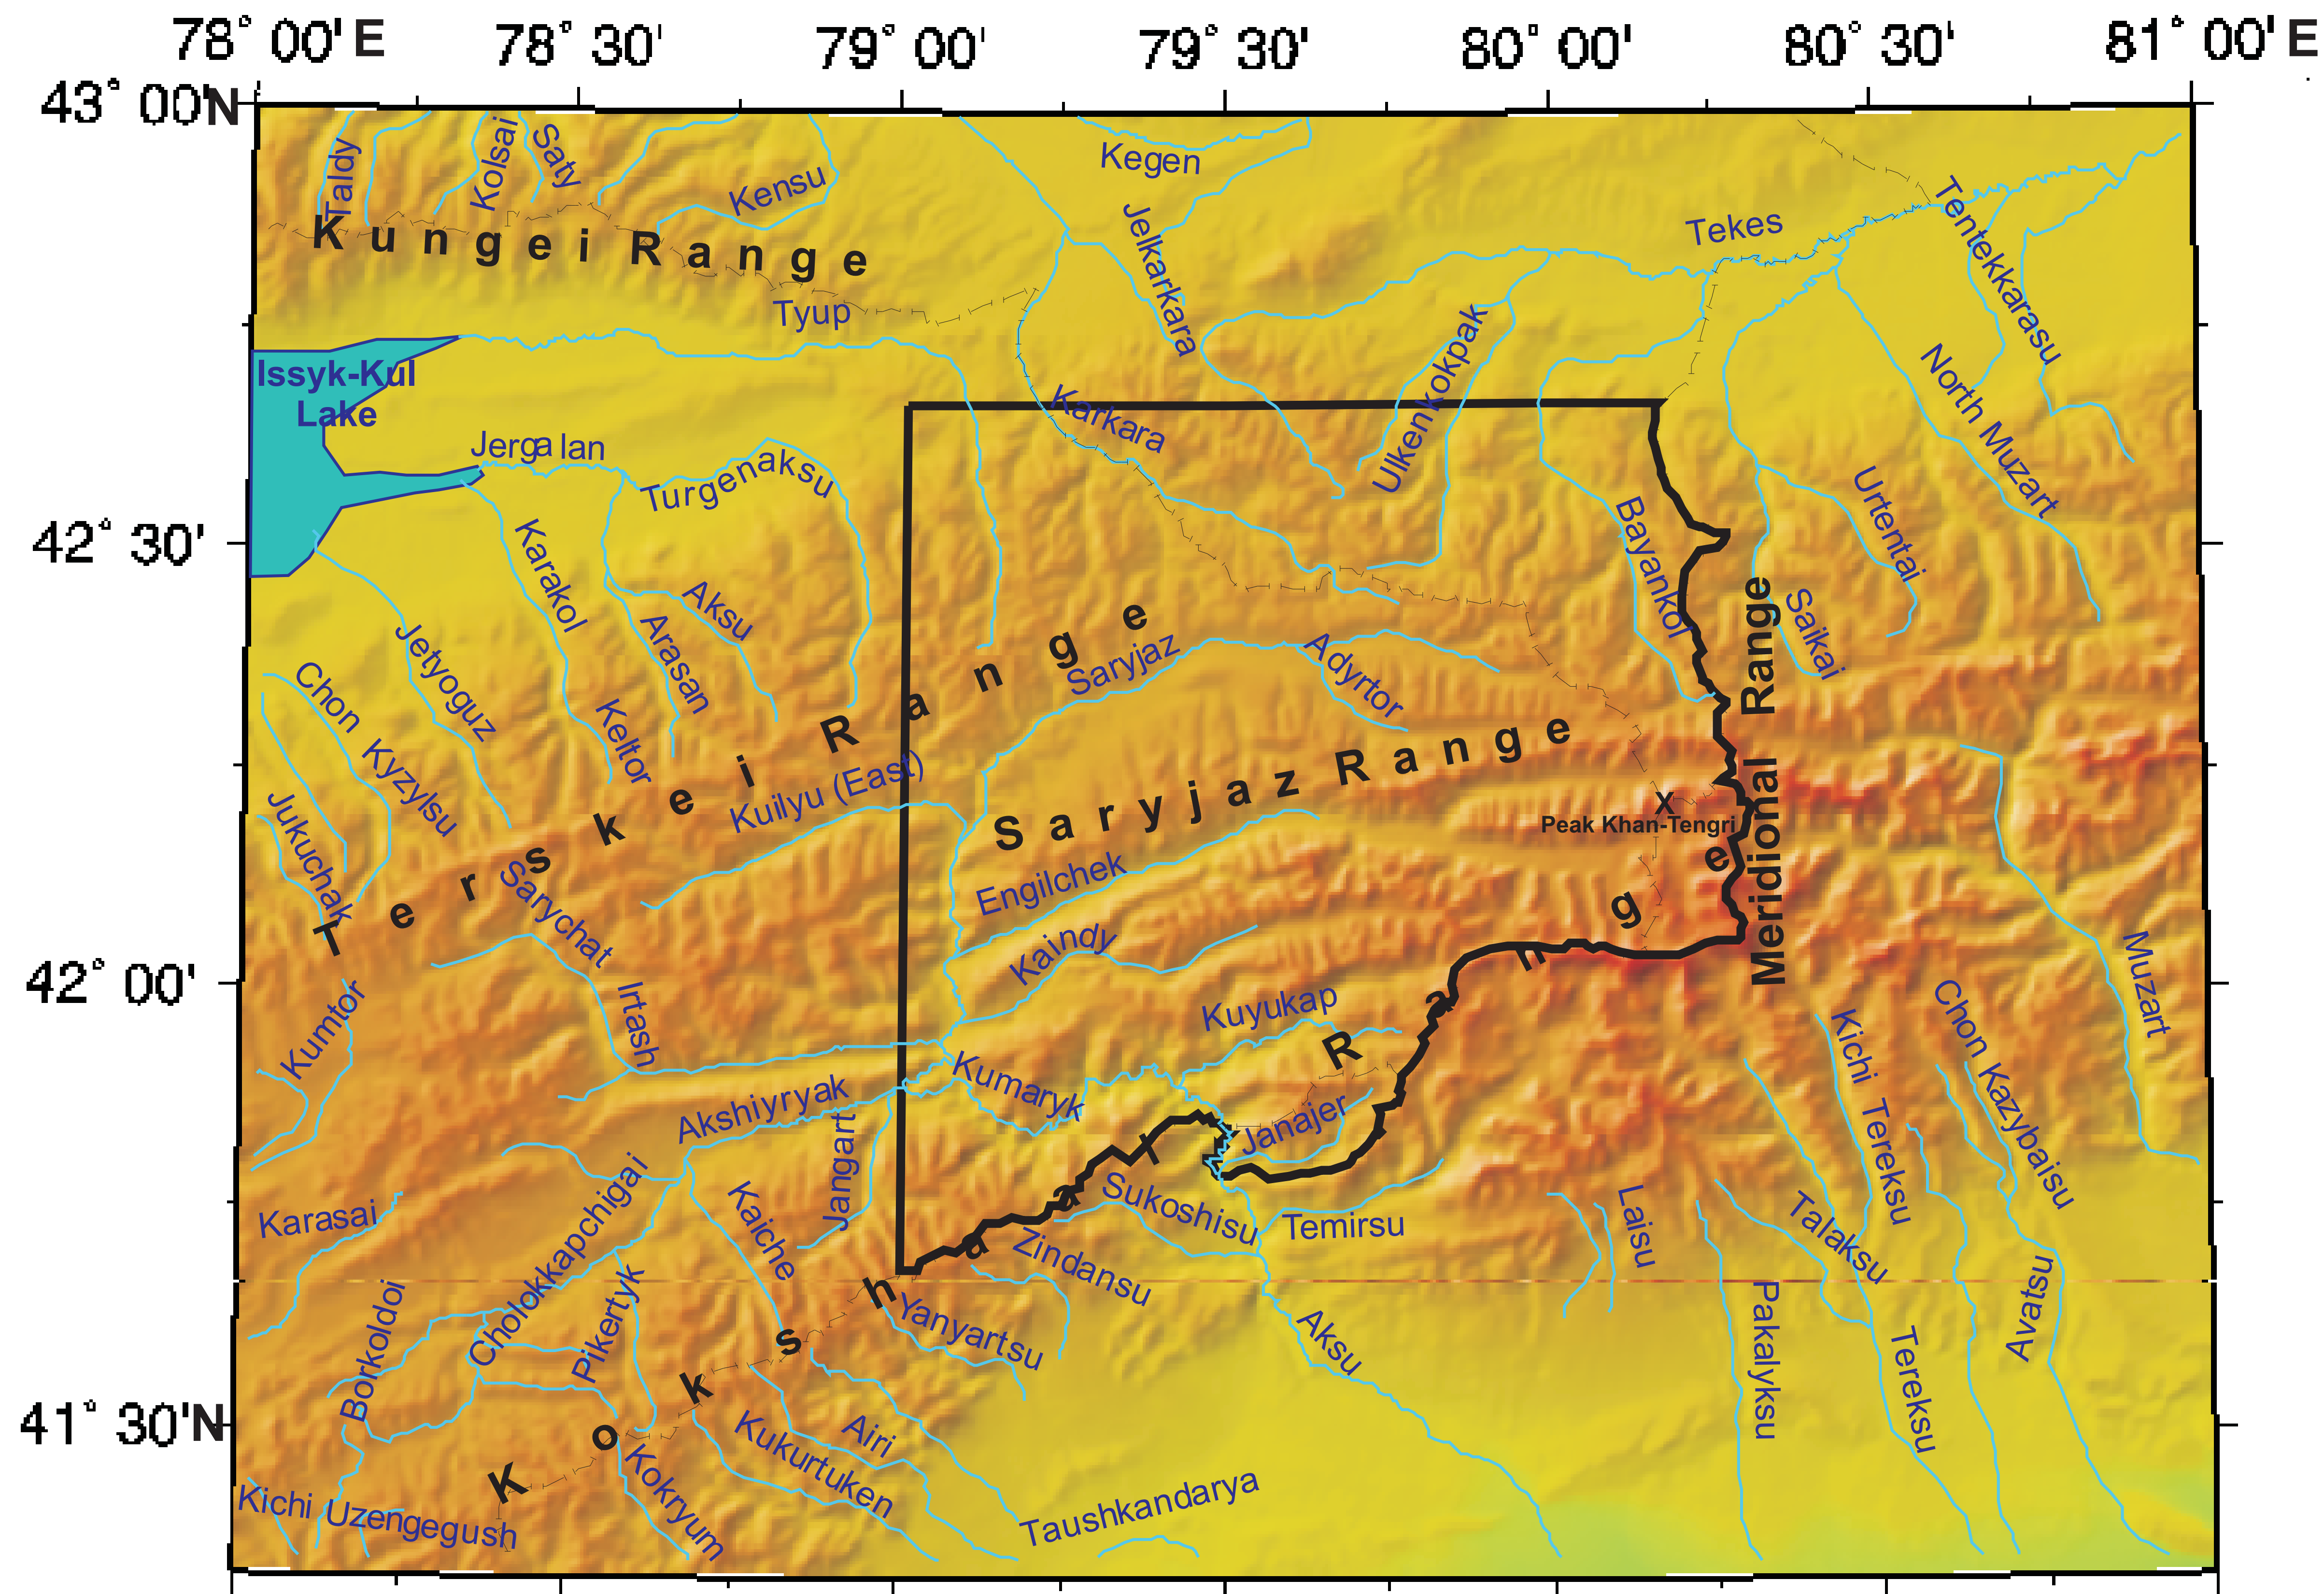 78° 00' E 78° 30' 79° 00' 79° 30' 80° 00' 80° 30' 81° 00' E
43° 00' N
42° 30'
42° 00'
41° 30' N
Taldy
Kolsai
Saty
Kensu
Kegen
Jelkarkara
Tekes
Tentekkarasu
Kungei Range
Tyup
Issyk-Kul
Lake
Karkara
Ulkenkokpak
North Muzart
Jergalan
Turgenaksu
Karakol
Aksu
Arasan
Keltor
Jetyoguz
Chon Kyzylsu
Jukuchak
Bayankol
Urtentai
Saikai
Saryjaz
Adyrtor
Terskei Range
Kuilyu (East)
Saryjaz Range
Meridional Range
x
Peak Khan-Tengri
Engilchek
Kaindy
Sarychat
Irtash
Kumtor
Kuyukap
Kumaryk
Akshiyryak
Jangart
Janajer
Muzart
Chon Kazybaisu
Kichi Tereksu
Karasai
Kaiche
Sukoshisu
Temirsu
Zindansu
Laisu
Talaksu
Cholokkapchigai
Borkoldoi
Pikertyk
Yanyartsu
Aksu
Pakalyksu
Tereksu
Avatsu
Kokshaal Range
Airi
Kukurtuken
Kokryum
Kichi Uzengegush
Taushkandarya